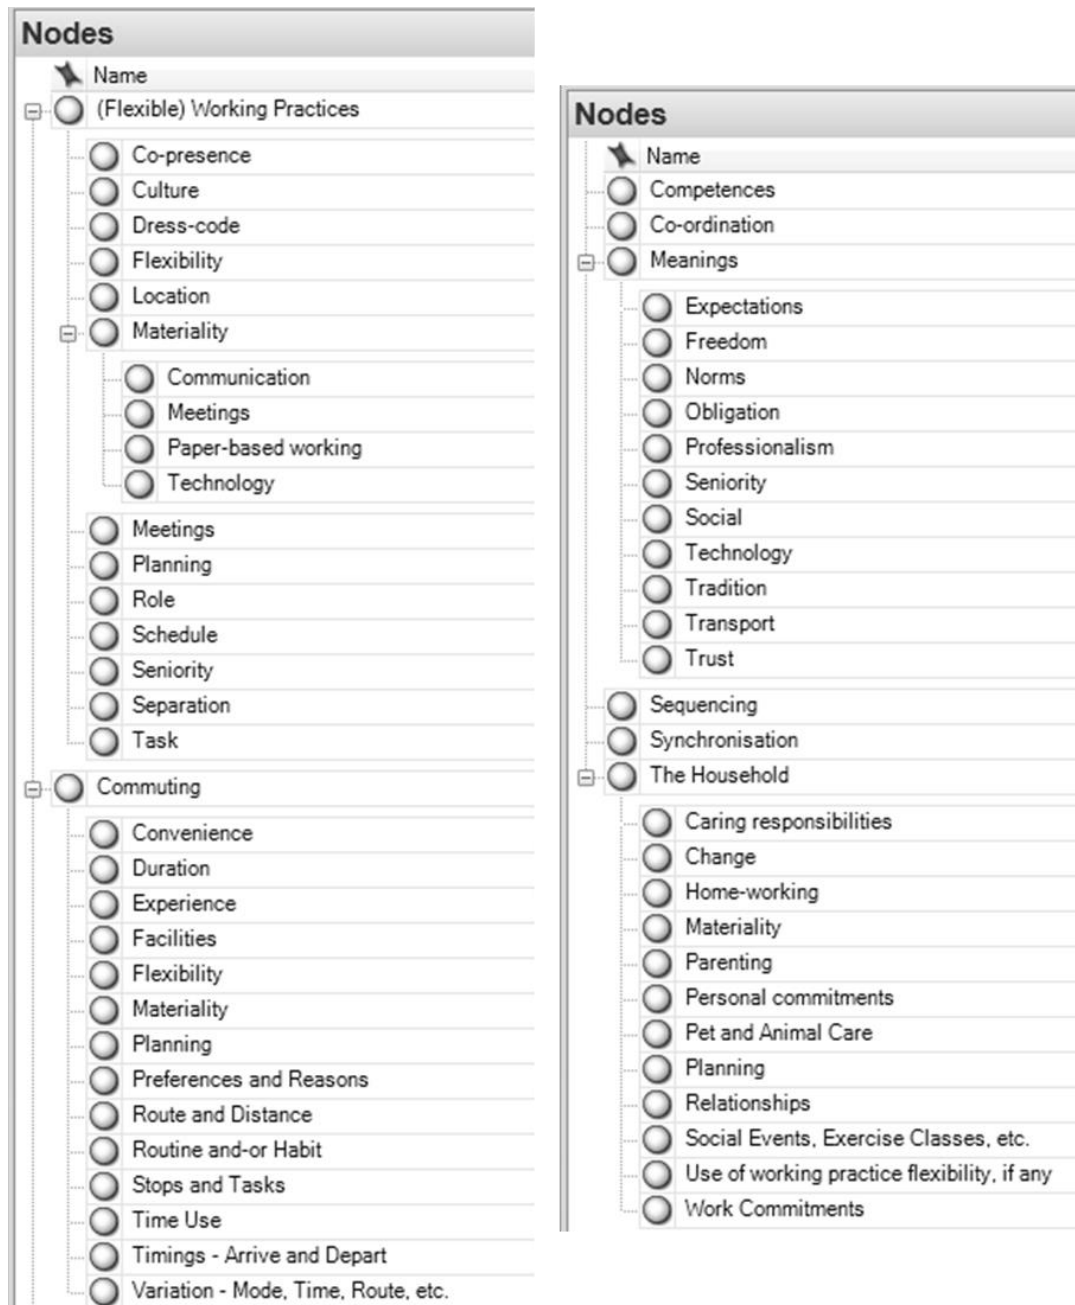 Nodes
Name
(Flexible) Working Practices
Co-presence
Culture
Dress-code
Flexibility
Location
Materiality
Communication
Meetings
Paper-based working
Technology
Meetings
Planning
Role
Schedule
Seniority
Separation
Task
Commuting
Convenience
Duration
Experience
Facilities
Flexibility
Materiality
Planning
Preferences and Reasons
Route and Distance
Routine and-or Habit
Stops and Tasks
Time Use
Timings - Arrive and Depart
Variation - Mode, Time, Route, etc.
Nodes
Name
Competences
Co-ordination
Meanings
Expectations
Freedom
Norms
Obligation
Professionalism
Seniority
Social
Technology
Tradition
Transport
Trust
Sequencing
Synchronisation
The Household
Caring responsibilities
Change
Home-working
Materiality
Parenting
Personal commitments
Pet and Animal Care
Planning
Relationships
Social Events, Exercise Classes, etc.
Use of working practice flexibility, if any
Work Commitments